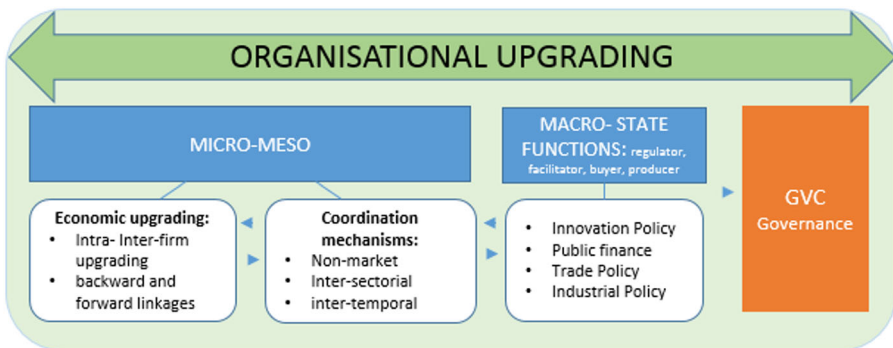 ORGANISATIONAL UPGRADING
MICRO-MESO
MACRO- STATE
FUNCTIONS: regulator,
facilitator, buyer, producer
GVC
Governance
Economic upgrading:
• Intra- Inter-firm
upgrading
• backward and
forward linkages
Coordination
mechanisms:
• Non-market
• Inter-sectorial
• inter-temporal
• Innovation Policy
• Public finance
• Trade Policy
• Industrial Policy